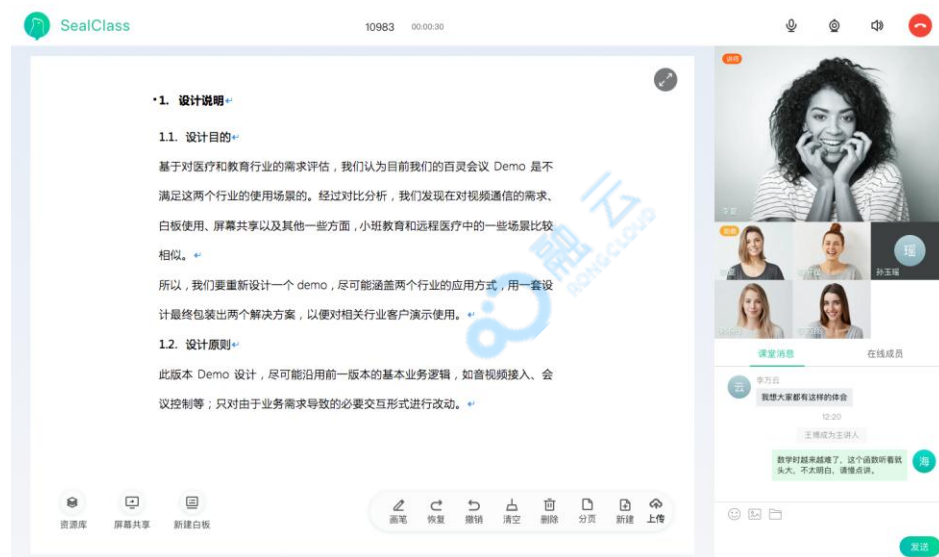 SealClass
10983 00:00:30
1. 设计说明
1.1. 设计目的
基于对医疗和教育行业的需求评估，我们认为目前我们的百灵会议 Demo 是不
满足这两个行业的使用场景的。经过对比分析，我们发现在对视频通信的需求、
白板使用、屏幕共享以及其他一些方面，小班教育和远程医疗中的一些场景比较
相似。
所以，我们要重新设计一个 demo，尽可能涵盖两个行业的应用方式，用一套设
计最终包装出两个解决方案，以便对相关行业客户演示使用。
1.2. 设计原则
此版本 Demo 设计，尽可能沿用前一版本的基本业务逻辑，如音视频接入、会
议控制等；只对由于业务需求导致的必要交互形式进行改动。
融云
RONGCLOUD
资源库 屏幕共享 新建白板
画笔 恢复 撤销 清空 删除 分页 新建 上传
讲师
瑶
孙玉瑶
课堂消息 在线成员
云
李万云
我想大家都有这样的体会
12:20
王博成为主讲人
数学时越来越难了，这个函数听着就
头大，不太明白，请懂点讲。
海
发送